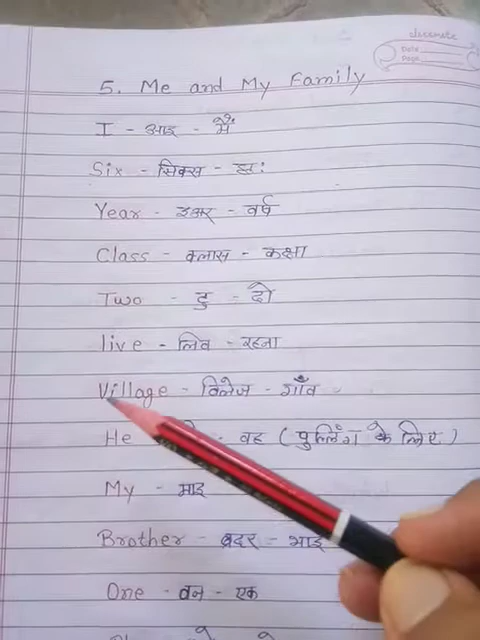 classmate
Date
Page
5. Me and My Family
I - आइ - मैं
Six - सिक्स - छः
Year - इअर - वर्ष
Class - क्लास - कक्षा
Two - टु - दो
live - लिव - रहना
Village - विलेज - गाँव
He - वह (पुल्लिंग के लिए)
My - माइ
Brother - ब्रदर - भाई
One - वन - एक